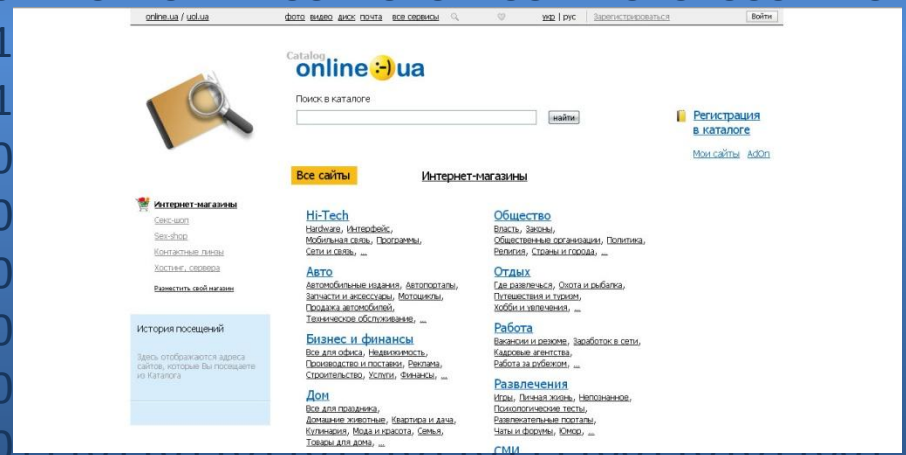 online.ua / uol.ua
фото видео диск почта все сервисы
укр | рус
Зарегистрироваться
Войти
Catalog
online :-) ua
Поиск в каталоге
найти
Регистрация
в каталоге
Мои сайты AdOn
Все сайты
Интернет-магазины
Интернет-магазины
Секс-шоп
Sex-shop
Контактные линзы
Хостинг, сервера
Разместить свой магазин
История посещений
Здесь отображаются адреса
сайтов, которые Вы посещаете
из Каталога
Hi-Tech
Hardware, Интерфейс,
Мобильная связь, Программы,
Сети и связь, ...
Авто
Автомобильные издания, Автопорталы,
Запчасти и аксессуары, Мотоциклы,
Продажа автомобилей,
Техническое обслуживание, ...
Бизнес и финансы
Все для офиса, Недвижимость,
Производство и поставки, Реклама,
Строительство, Услуги, Финансы, ...
Дом
Все для праздника,
Домашние животные, Квартира и дача,
Кулинария, Мода и красота, Семья,
Товары для дома, ...
Общество
Власть, Законы,
Общественные организации, Политика,
Религия, Страны и города, ...
Отдых
Где развлечься, Охота и рыбалка,
Путешествия и туризм,
Хобби и увлечения, ...
Работа
Вакансии и резюме, Заработок в сети,
Кадровые агентства,
Работа за рубежом, ...
Развлечения
Игры, Личная жизнь, Непознанное,
Психологические тесты,
Развлекательные порталы,
Чаты и форумы, Юмор, ...
СМИ